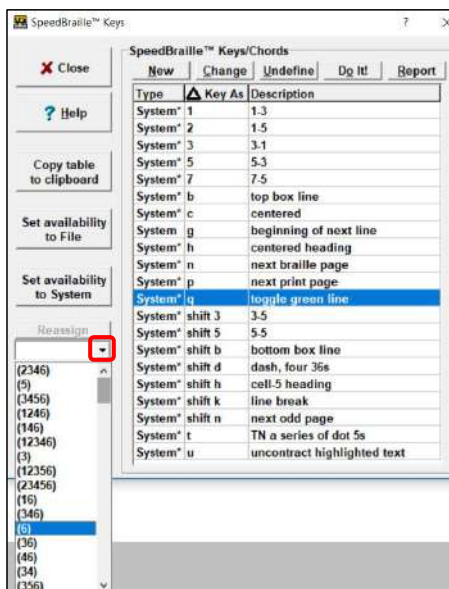 SpeedBraille™ Keys
?
Close
? Help
Copy table
to clipboard
Set availability
to File
Set availability
to System
Reassign
(2346)
(5)
(3456)
(1246)
(146)
(12346)
(3)
(12356)
(23456)
(16)
(346)
(6)
(36)
(46)
(34)
(356)
SpeedBraille™ Keys/Chords
New Change Undefine Do It! Report
Type Key As Description
System* 1 1-3
System* 2 1-5
System* 3 3-1
System* 5 5-3
System* 7 7-5
System* b top box line
System* c centered
System g beginning of next line
System* h centered heading
System* n next braille page
System* p next print page
System* q toggle green line
System* shift 3 3-5
System* shift 5 5-5
System* shift b bottom box line
System* shift d dash, four 36s
System* shift h cell-5 heading
System* shift k line break
System* shift n next odd page
System* t TN a series of dot 5s
System* u uncontract highlighted text